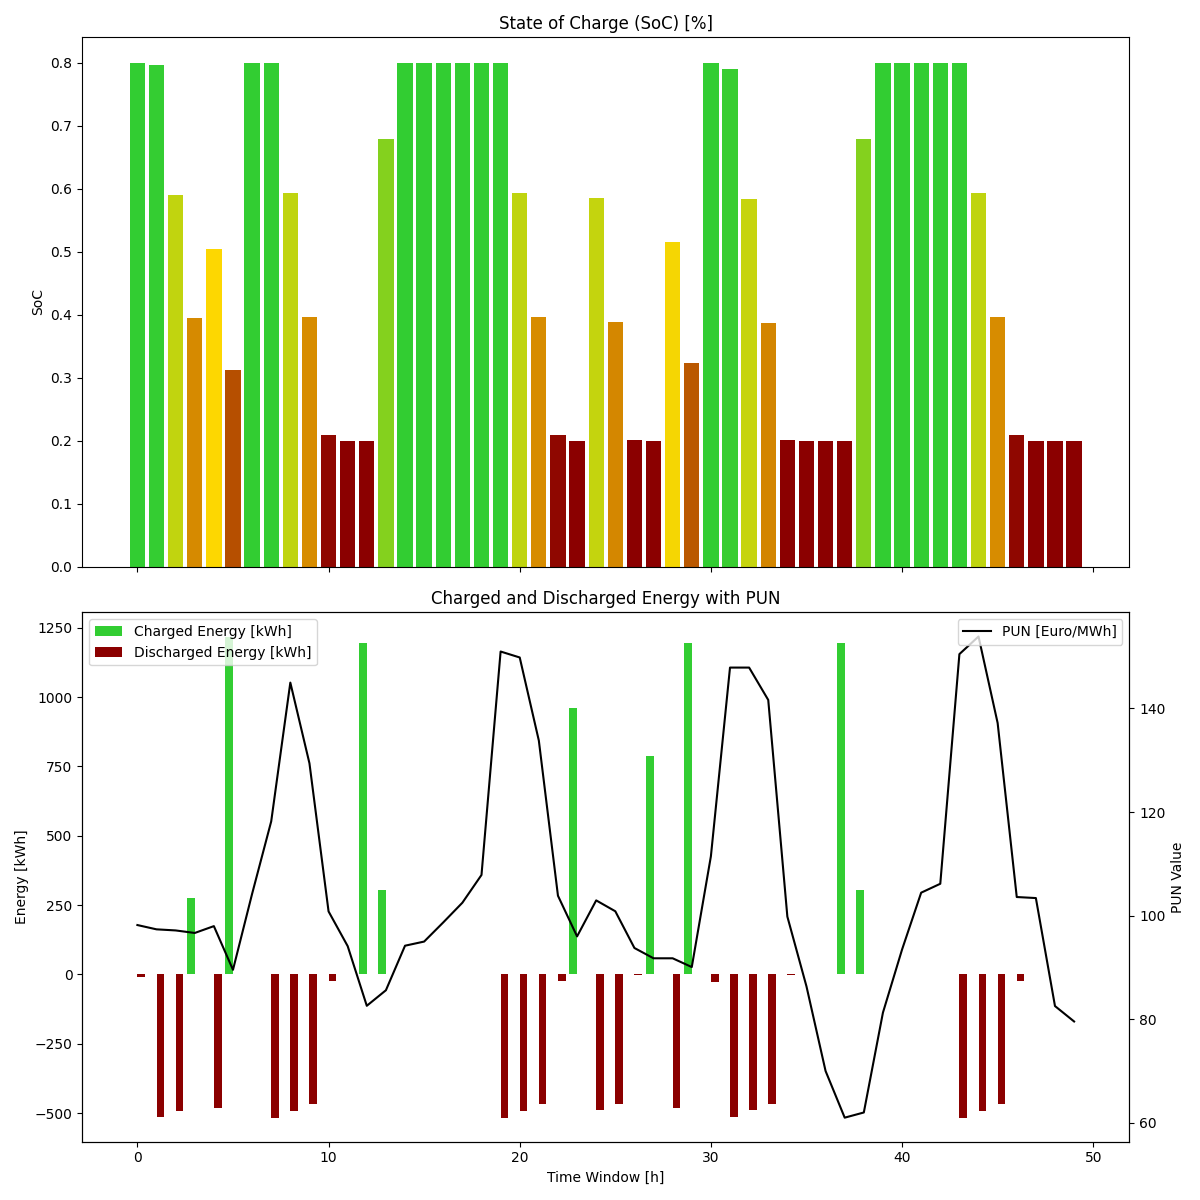 State of Charge (SoC) [%]
0.8
0.7
0.6
0.5
0.4
0.3
0.2
0.1
0.0
SoC
Charged and Discharged Energy with PUN
Charged Energy [kWh]
Discharged Energy [kWh]
PUN [Euro/MWh]
1250
1000
750
500
250
0
−250
−500
Energy [kWh]
140
120
100
80
60
PUN Value
0 10 20 30 40 50
Time Window [h]